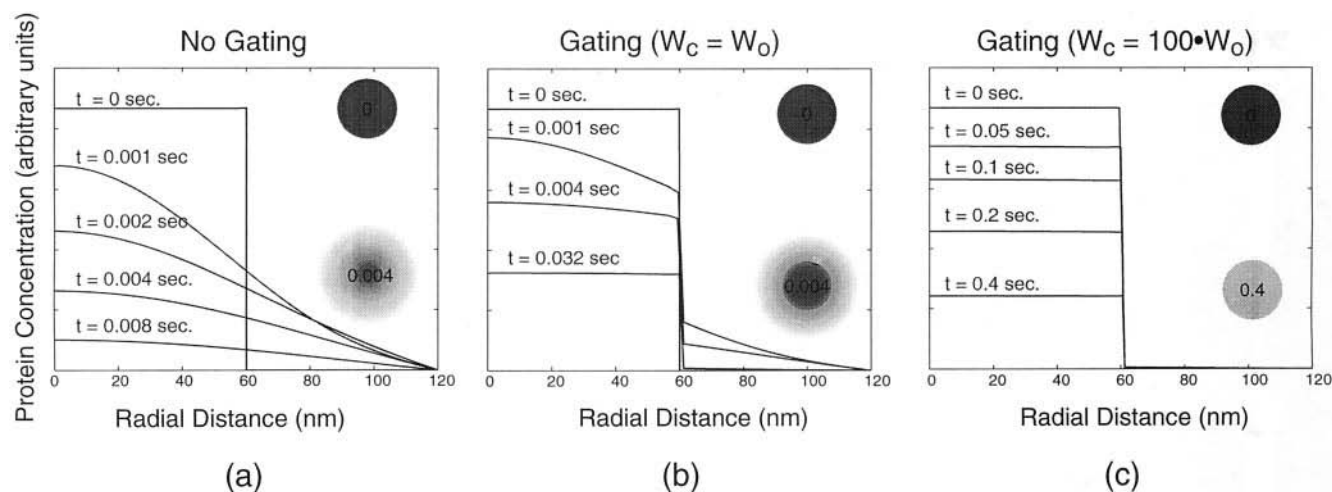 No Gating
Gating (Wc = Wo)
Gating (Wc = 100•Wo)
Protein Concentration (arbitrary units)
t = 0 sec.
t = 0.001 sec
t = 0.002 sec
t = 0.004 sec.
t = 0.008 sec.
0
0.004
0 20 40 60 80 100 120
Radial Distance (nm)
(a)
t = 0 sec.
t = 0.001 sec
t = 0.004 sec
t = 0.032 sec
0
0.004
0 20 40 60 80 100 120
Radial Distance (nm)
(b)
t = 0 sec.
t = 0.05 sec.
t = 0.1 sec.
t = 0.2 sec.
t = 0.4 sec.
0
0.4
0 20 40 60 80 100 120
Radial Distance (nm)
(c)